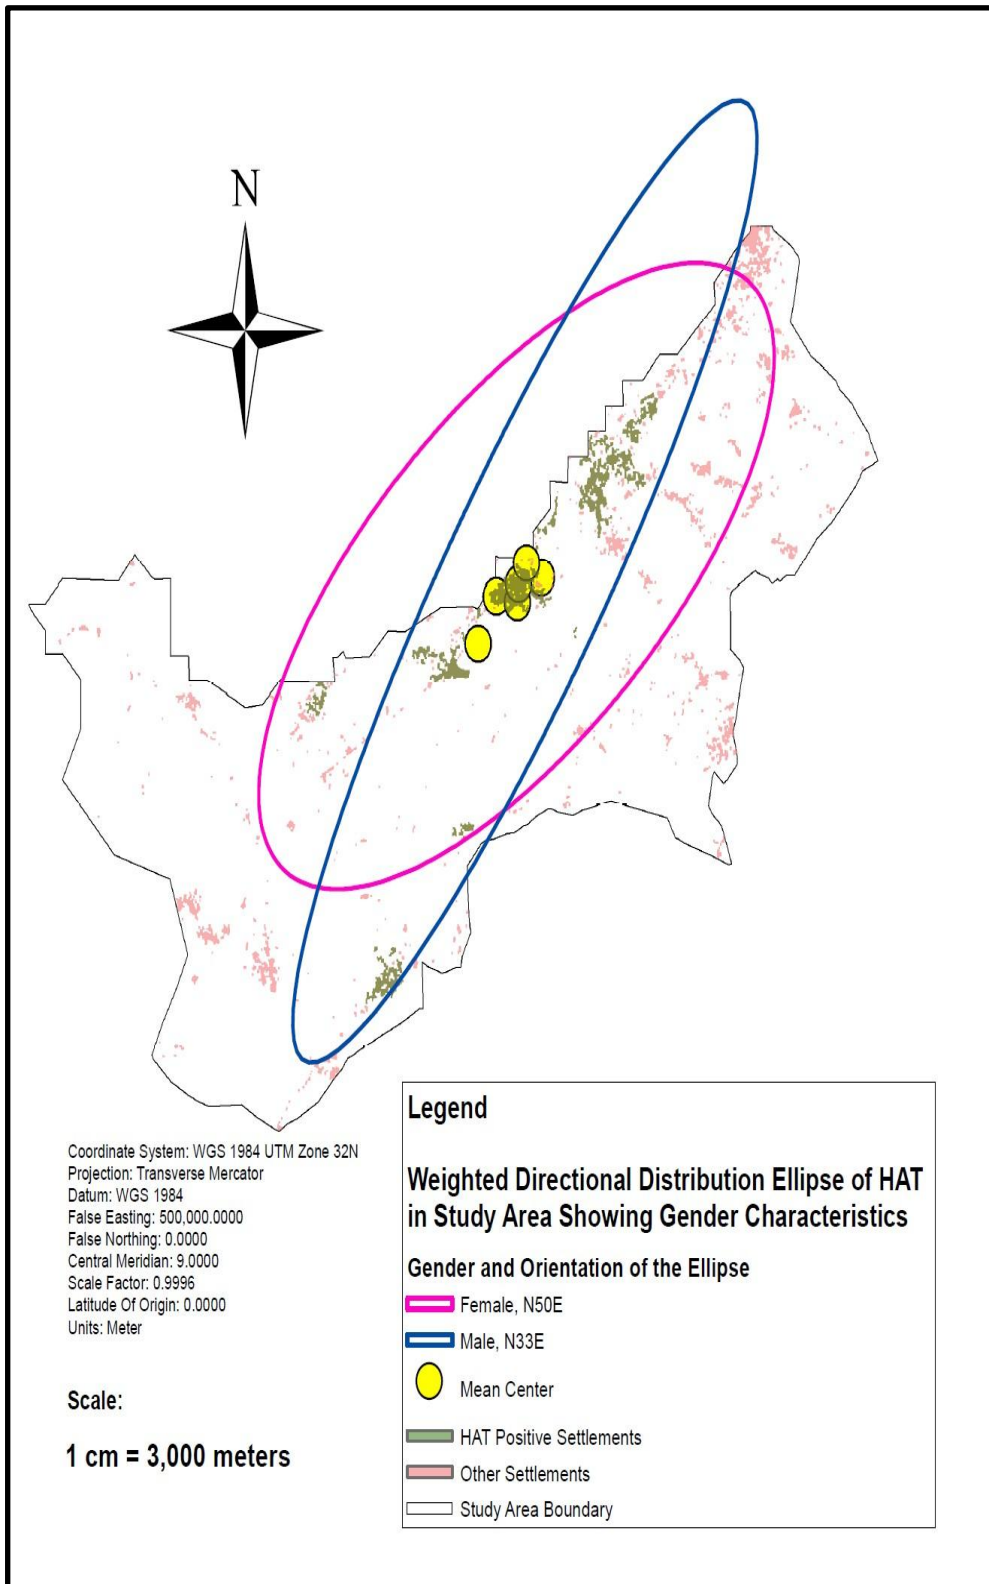 N
Coordinate System: WGS 1984 UTM Zone 32N
Projection: Transverse Mercator
Datum: WGS 1984
False Easting: 500,000.0000
False Northing: 0.0000
Central Meridian: 9.0000
Scale Factor: 0.9996
Latitude Of Origin: 0.0000
Units: Meter
Scale:
1 cm = 3,000 meters
Legend
Weighted Directional Distribution Ellipse of HAT
in Study Area Showing Gender Characteristics
Gender and Orientation of the Ellipse
Female, N50E
Male, N33E
Mean Center
HAT Positive Settlements
Other Settlements
Study Area Boundary